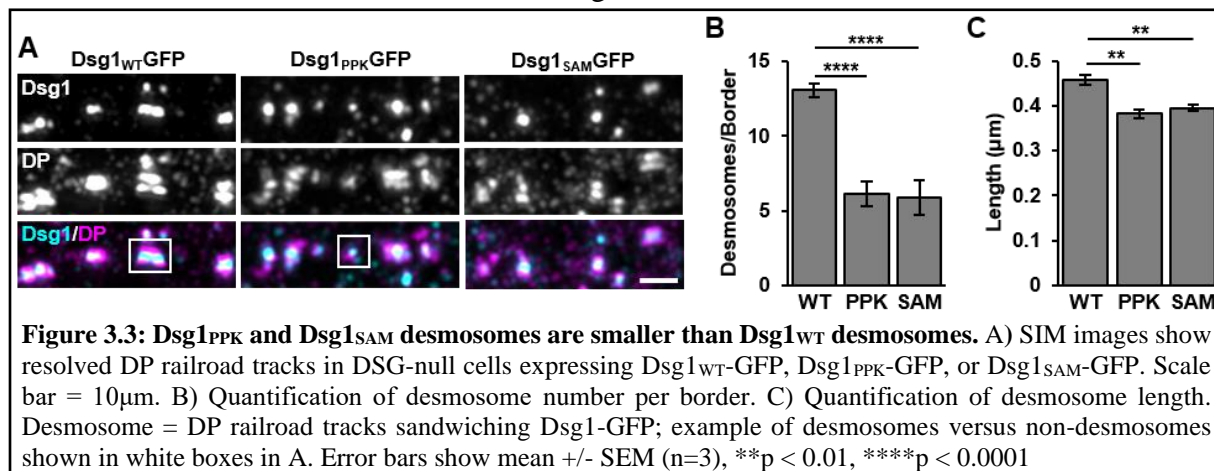 A
Dsg1WTGFP Dsg1PPKGFP Dsg1SAMGFP
Dsg1
DP
Dsg1/DP
B
Desmosomes/Border
15
10
5
0
****
****
WT PPK SAM
C
Length (µm)
0.5
0.4
0.3
0.2
0.1
0
**
**
WT PPK SAM
Figure 3.3: Dsg1PPK and Dsg1SAM desmosomes are smaller than Dsg1WT desmosomes. A) SIM images show
resolved DP railroad tracks in DSG-null cells expressing Dsg1WT-GFP, Dsg1PPK-GFP, or Dsg1SAM-GFP. Scale
bar = 10µm. B) Quantification of desmosome number per border. C) Quantification of desmosome length.
Desmosome = DP railroad tracks sandwiching Dsg1-GFP; example of desmosomes versus non-desmosomes
shown in white boxes in A. Error bars show mean +/- SEM (n=3), **p < 0.01, ****p < 0.0001